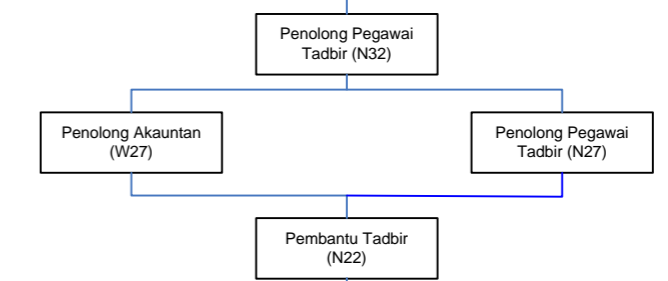 Penolong Pegawai
Tadbir (N32)
Penolong Akauntan
(W27)
Penolong Pegawai
Tadbir (N27)
Pembantu Tadbir
(N22)